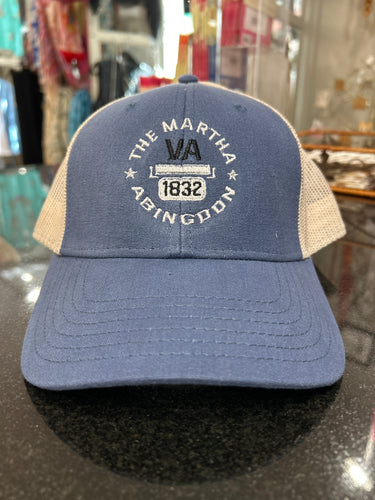 THE MARTHA
VA
1832
ABINGDON